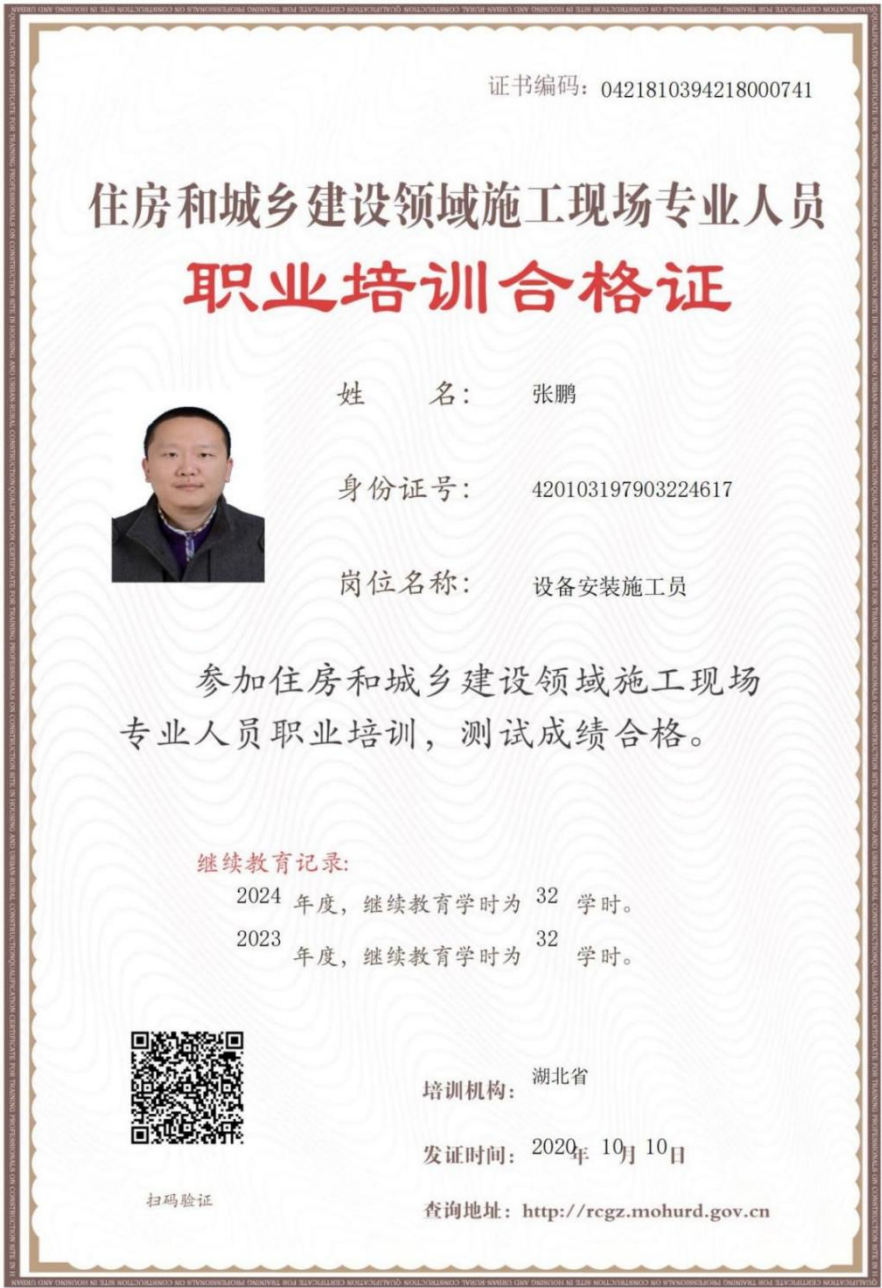 证书编码：0421810394218000741
住房和城乡建设领域施工现场专业人员
职业培训合格证
姓 名： 张鹏
身份证号： 420103197903224617
岗位名称： 设备安装施工员
参加住房和城乡建设领域施工现场
专业人员职业培训，测试成绩合格。
继续教育记录:
2024 年度，继续教育学时为 32 学时。
2023 年度，继续教育学时为 32 学时。
培训机构： 湖北省
发证时间： 2020年 10月 10日
扫码验证
查询地址：http://rcgz.mohurd.gov.cn